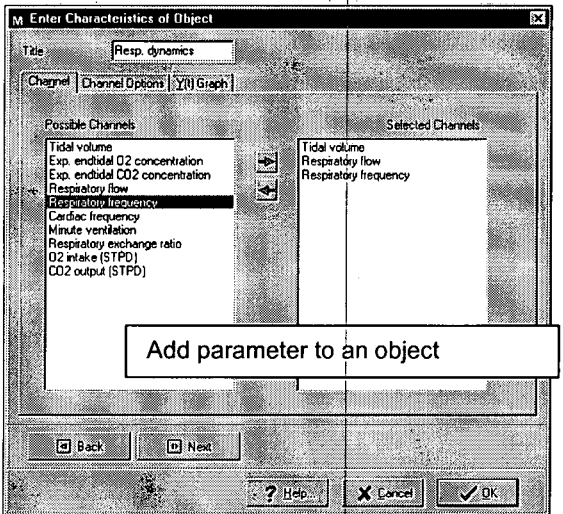 M Enter Characteristics of Object
Title Resp. dynamics
Channel Channel Options Y(t) Graph
Possible Channels
Tidal volume
Exp. endtidal O2 concentration
Exp. endtidal CO2 concentration
Respiratory flow
Respiratory frequency
Cardiac frequency
Minute ventilation
Respiratory exchange ratio
O2 intake (STPD)
CO2 output (STPD)
Selected Channels
Tidal volume
Respiratory flow
Respiratory frequency
Add parameter to an object
Back Next
? Help Cancel OK